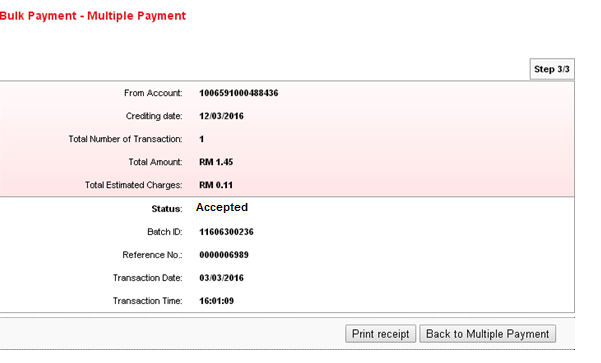 Bulk Payment - Multiple Payment
Step 3/3
From Account: 1006591000488436
Crediting date: 12/03/2016
Total Number of Transaction: 1
Total Amount: RM 1.45
Total Estimated Charges: RM 0.11
Status: Accepted
Batch ID: 11606300236
Reference No.: 0000006989
Transaction Date: 03/03/2016
Transaction Time: 16:01:09
Print receipt Back to Multiple Payment